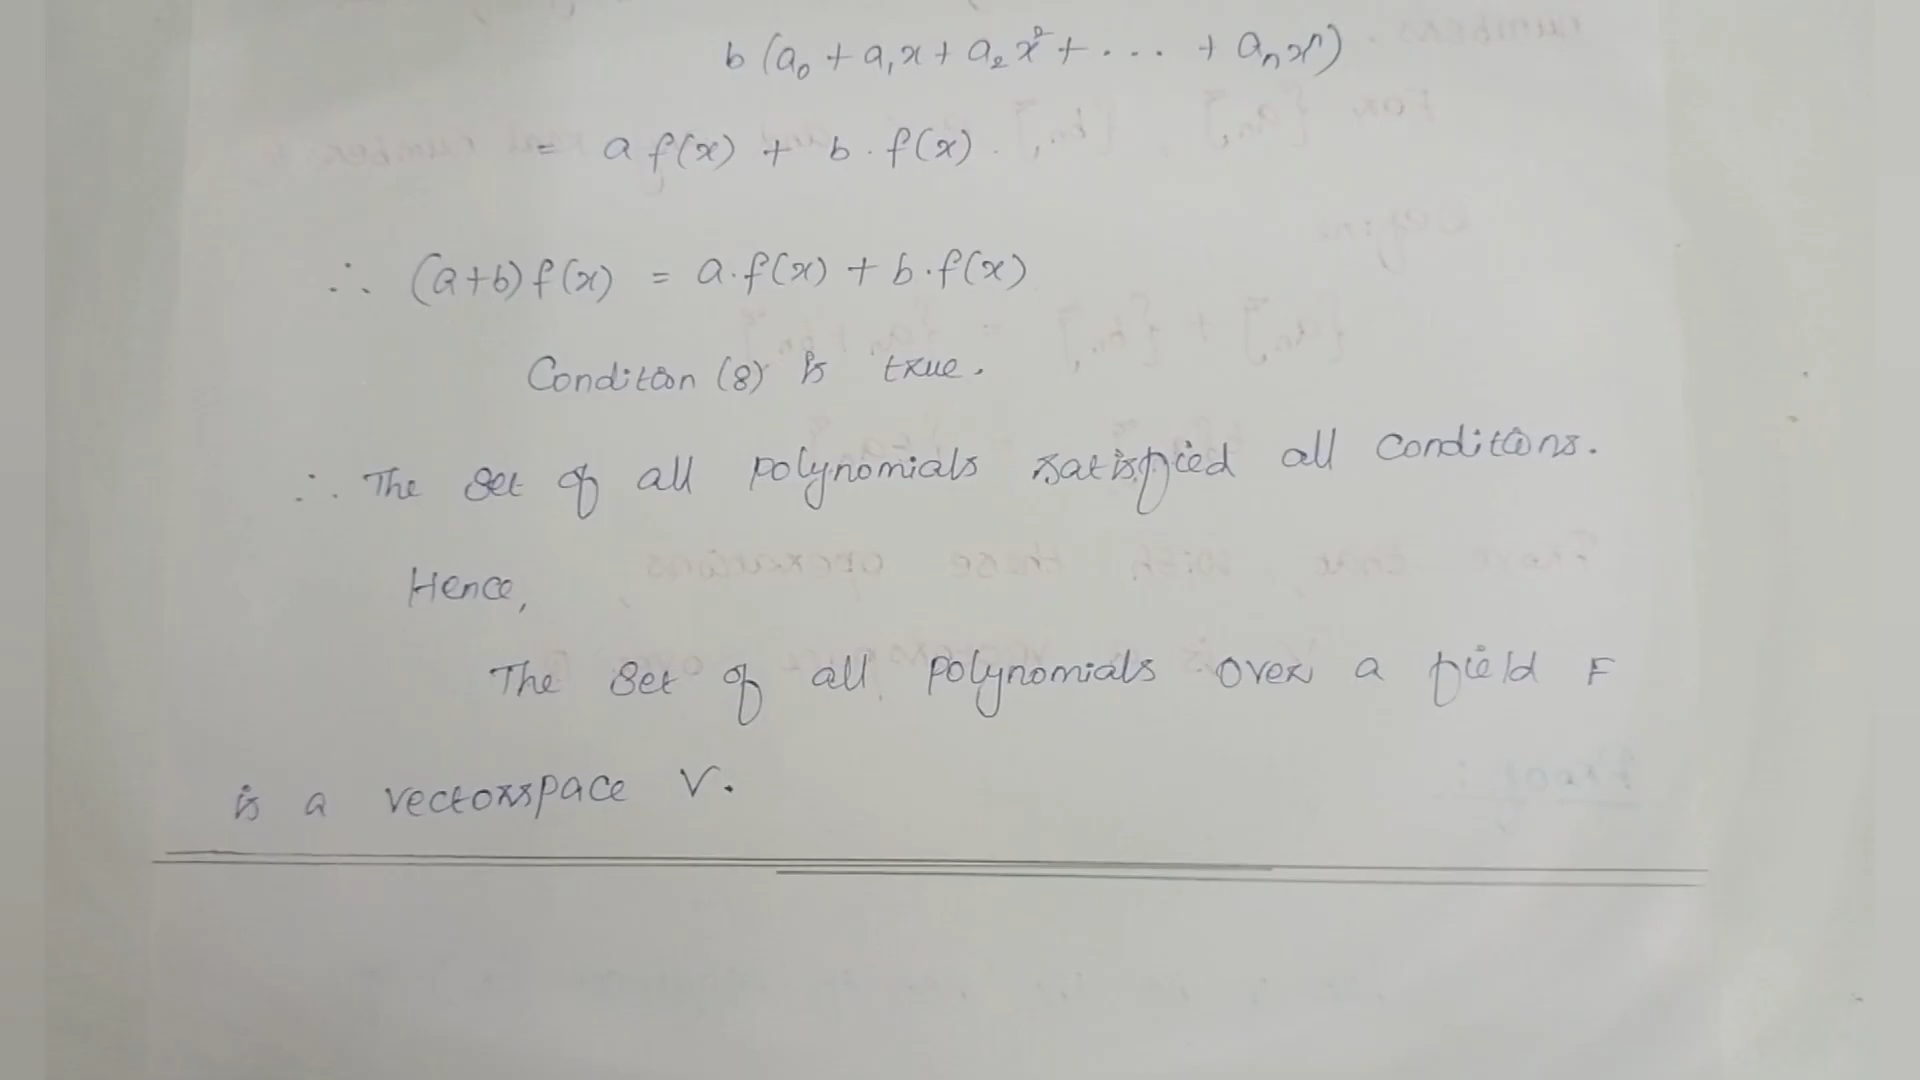 b (a₀ + a₁x + a₂x² + . . . + aₙxⁿ)
= a f(x) + b . f(x).
∴ (a+b) f(x) = a.f(x) + b.f(x)
Condition (8) is true.
∴ The set of all polynomials satisfied all conditions.
Hence,
The set of all polynomials over a field F
is a vectorspace V.